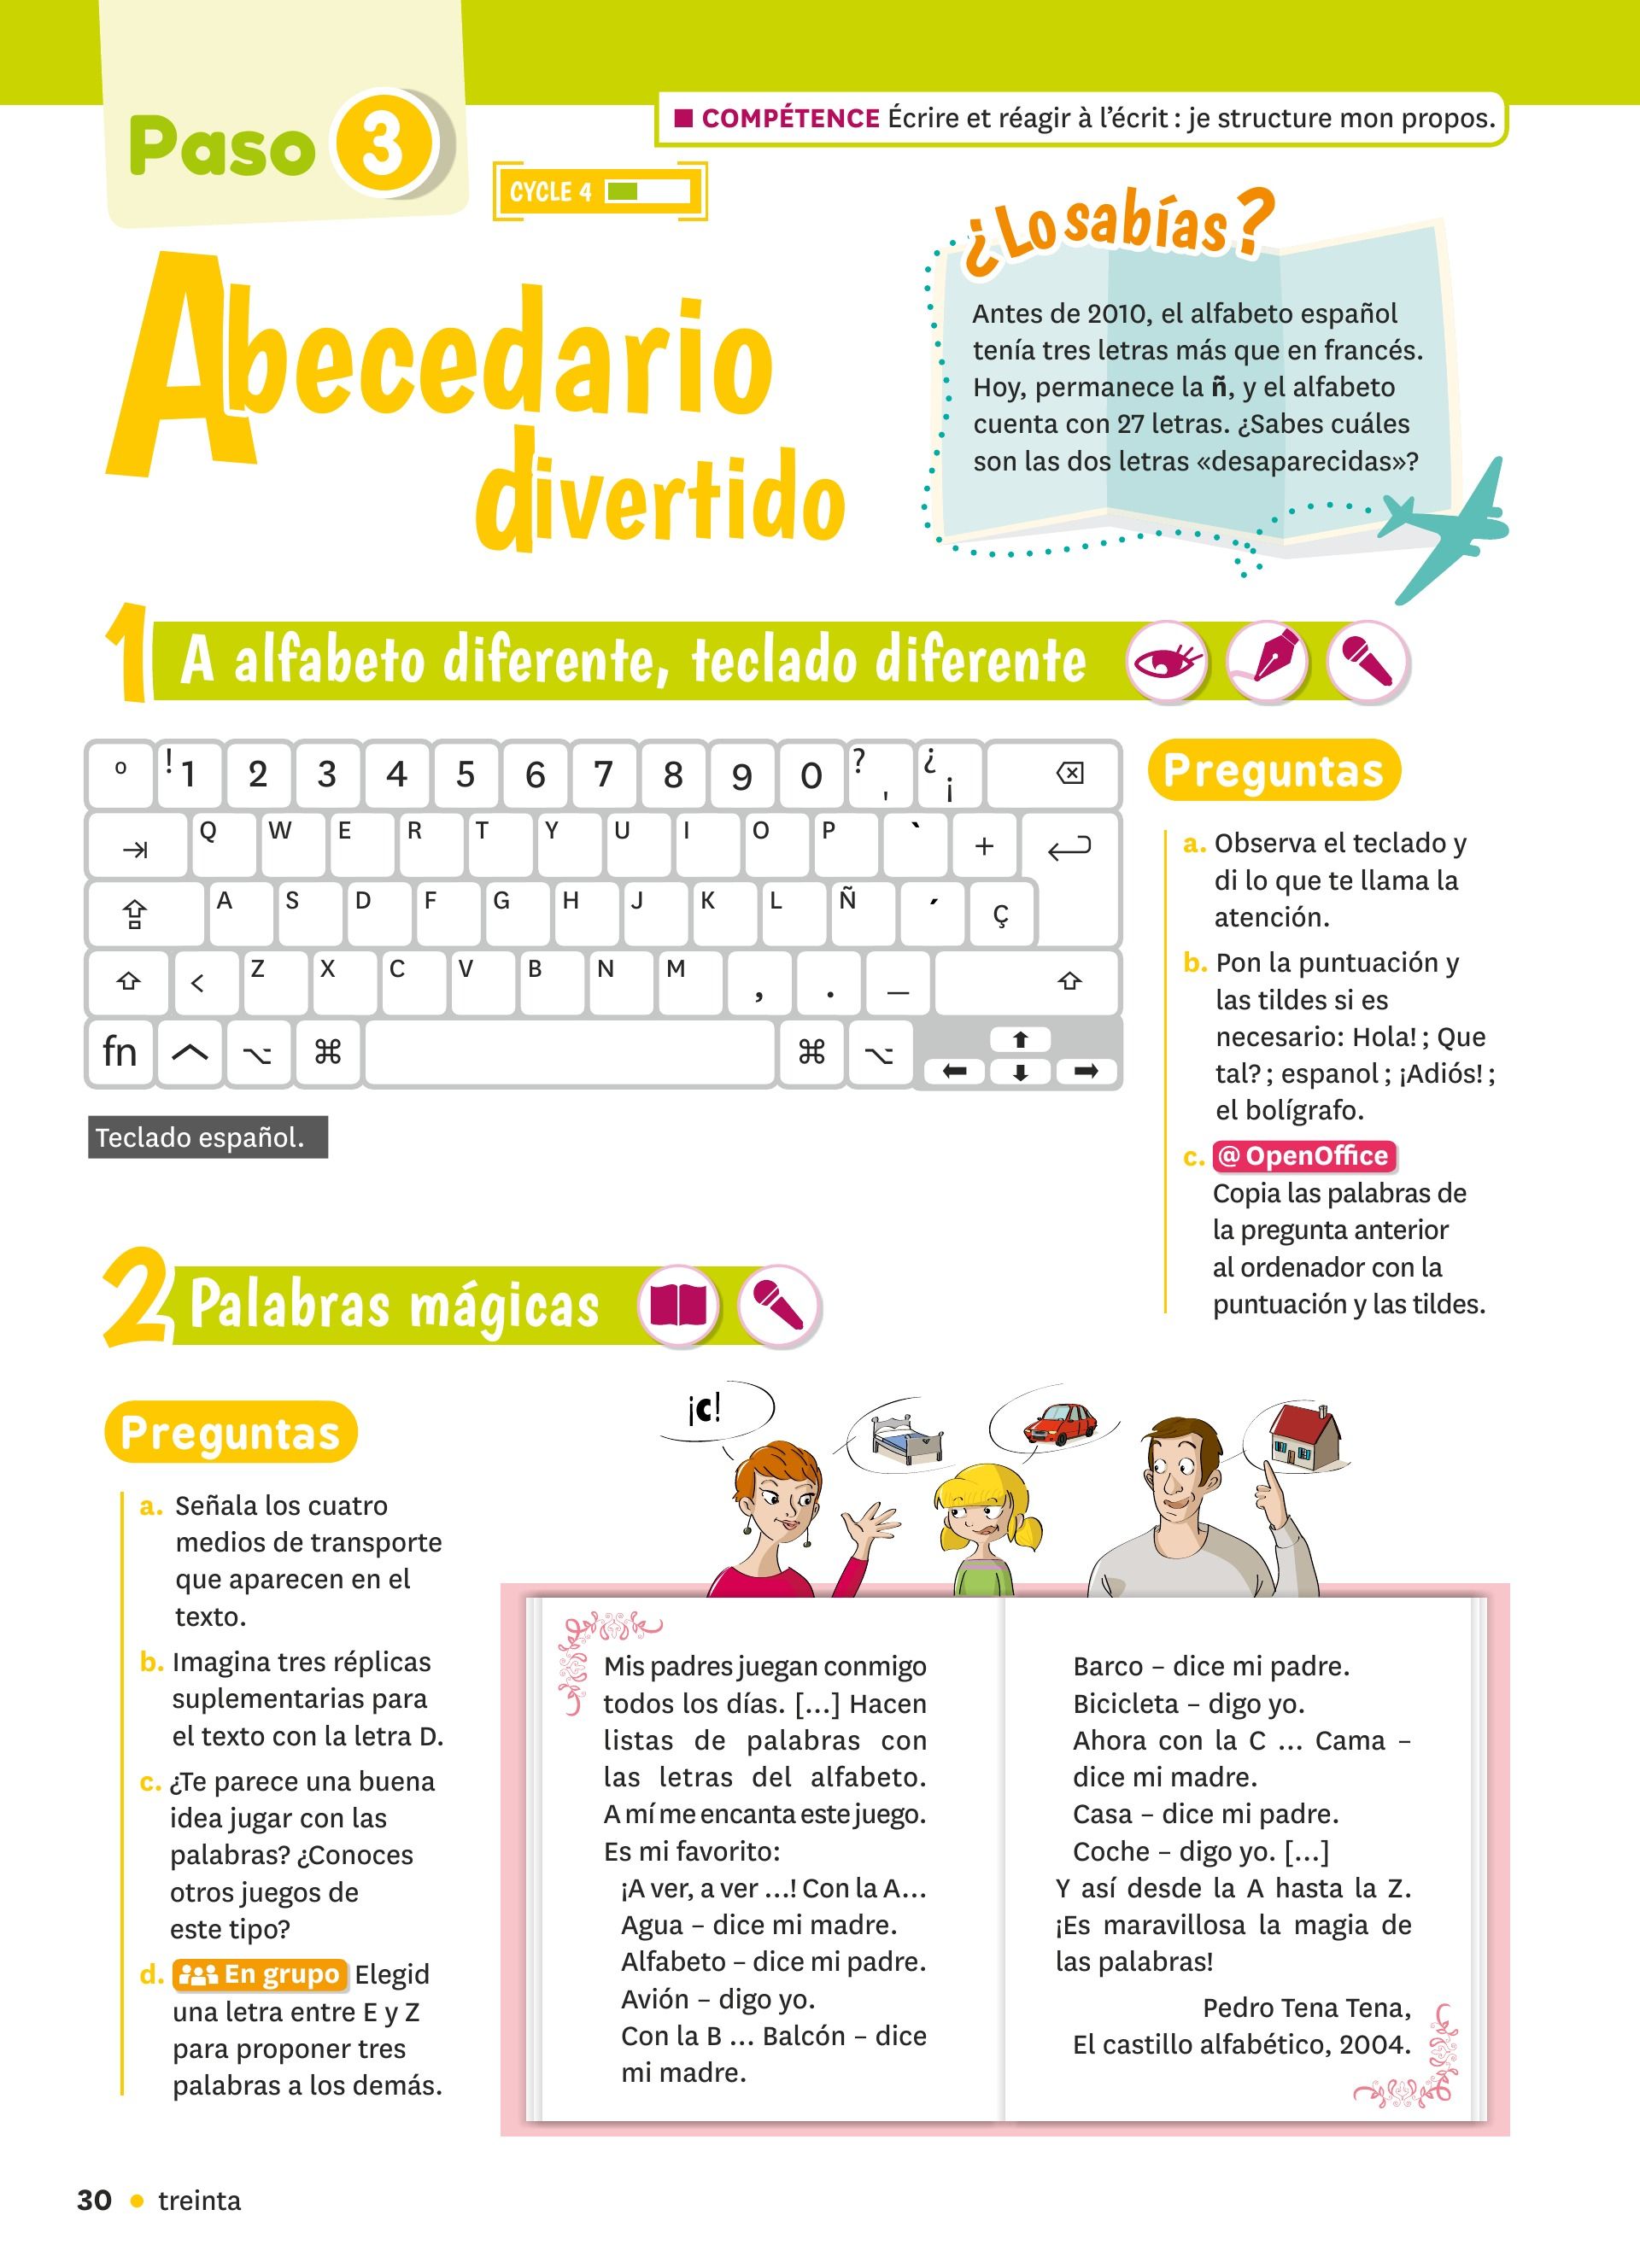 Paso 3
■ COMPÉTENCE Écrire et réagir à l’écrit : je structure mon propos.
CYCLE 4
Abecedario
divertido
¿Lo sabías?
Antes de 2010, el alfabeto español
tenía tres letras más que en francés.
Hoy, permanece la ñ, y el alfabeto
cuenta con 27 letras. ¿Sabes cuáles
son las dos letras «desaparecidas»?
1 A alfabeto diferente, teclado diferente
º ! 1 2 3 4 5 6 7 8 9 0 ? ' ¿ ¡
Q W E R T Y U I O P ` +
A S D F G H J K L Ñ ´ Ç
< Z X C V B N M , . _
fn ⌘ ⌥ ⌘ ⌥
Teclado español.
Preguntas
a. Observa el teclado y
di lo que te llama la
atención.
b. Pon la puntuación y
las tildes si es
necesario: Hola! ; Que
tal? ; espanol ; ¡Adiós! ;
el bolígrafo.
c. @ OpenOffice
Copia las palabras de
la pregunta anterior
al ordenador con la
puntuación y las tildes.
2 Palabras mágicas
Preguntas
a. Señala los cuatro
medios de transporte
que aparecen en el
texto.
b. Imagina tres réplicas
suplementarias para
el texto con la letra D.
c. ¿Te parece una buena
idea jugar con las
palabras? ¿Conoces
otros juegos de
este tipo?
d. En grupo Elegid
una letra entre E y Z
para proponer tres
palabras a los demás.
¡c!
Mis padres juegan conmigo
todos los días. […] Hacen
listas de palabras con
las letras del alfabeto.
A mí me encanta este juego.
Es mi favorito:
¡A ver, a ver …! Con la A…
Agua – dice mi madre.
Alfabeto – dice mi padre.
Avión – digo yo.
Con la B … Balcón – dice
mi madre.
Barco – dice mi padre.
Bicicleta – digo yo.
Ahora con la C … Cama –
dice mi madre.
Casa – dice mi padre.
Coche – digo yo. […]
Y así desde la A hasta la Z.
¡Es maravillosa la magia de
las palabras!
Pedro Tena Tena,
El castillo alfabético, 2004.
30 • treinta